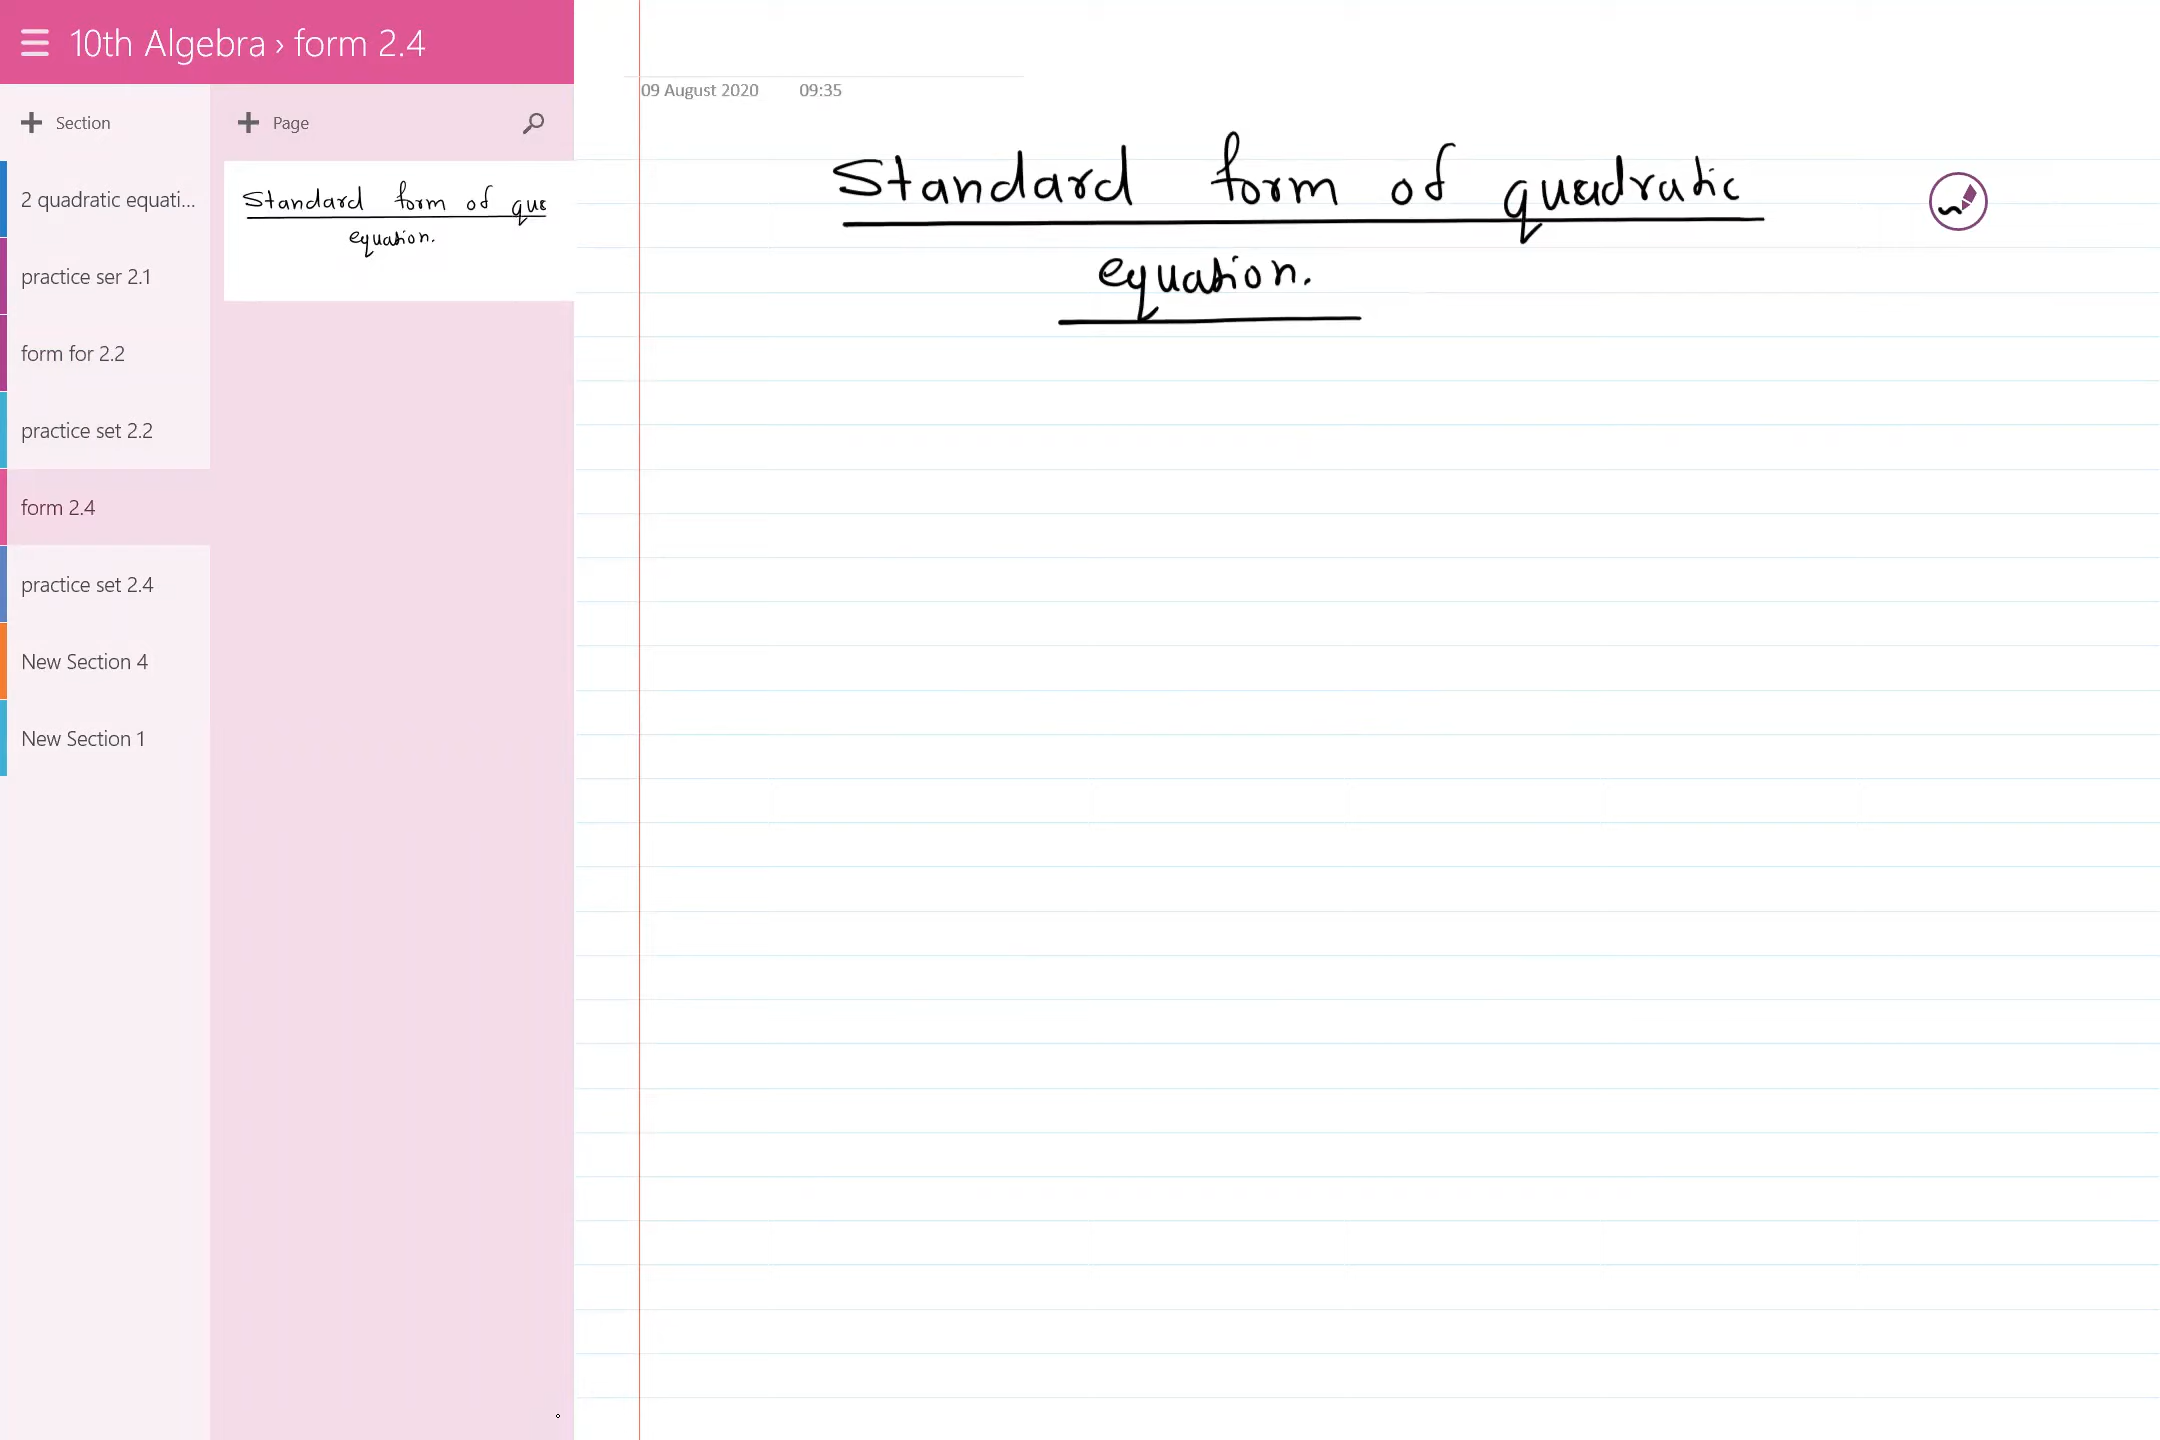 10th Algebra › form 2.4
+ Section
2 quadratic equati...
practice ser 2.1
form for 2.2
practice set 2.2
form 2.4
practice set 2.4
New Section 4
New Section 1
+ Page
Standard form of qua
equation.
09 August 2020 09:35
Standard form of quadratic
equation.